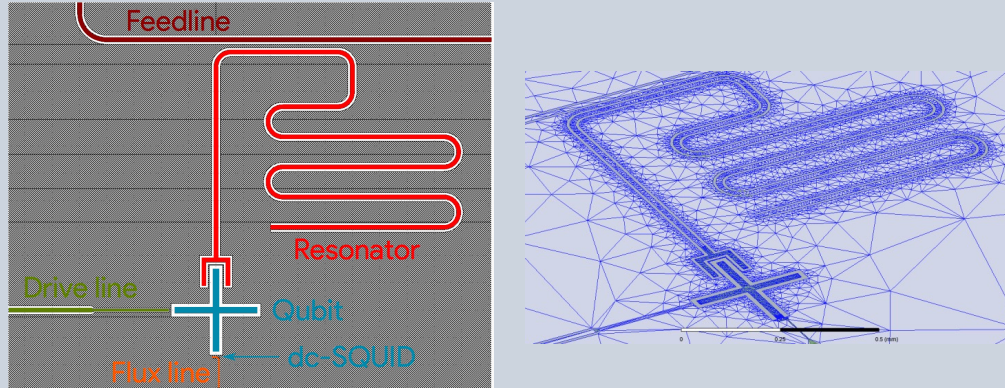 Feedline
Resonator
Drive line
Qubit
dc-SQUID
Flux line
0
0.25
0.5 (mm)